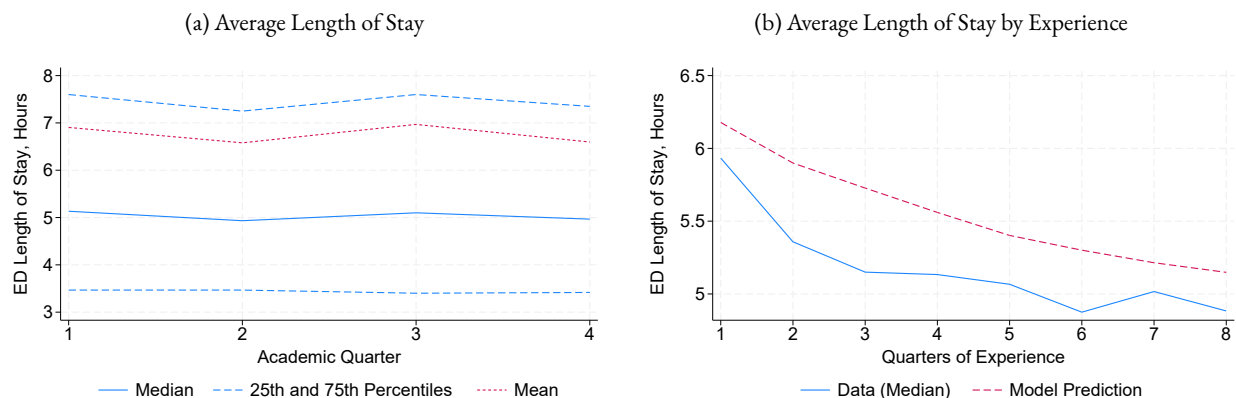 (a) Average Length of Stay
ED Length of Stay, Hours
8
7
6
5
4
3
1 2 3 4
Academic Quarter
Median 25th and 75th Percentiles Mean
(b) Average Length of Stay by Experience
ED Length of Stay, Hours
6.5
6
5.5
5
1 2 3 4 5 6 7 8
Quarters of Experience
Data (Median) Model Prediction